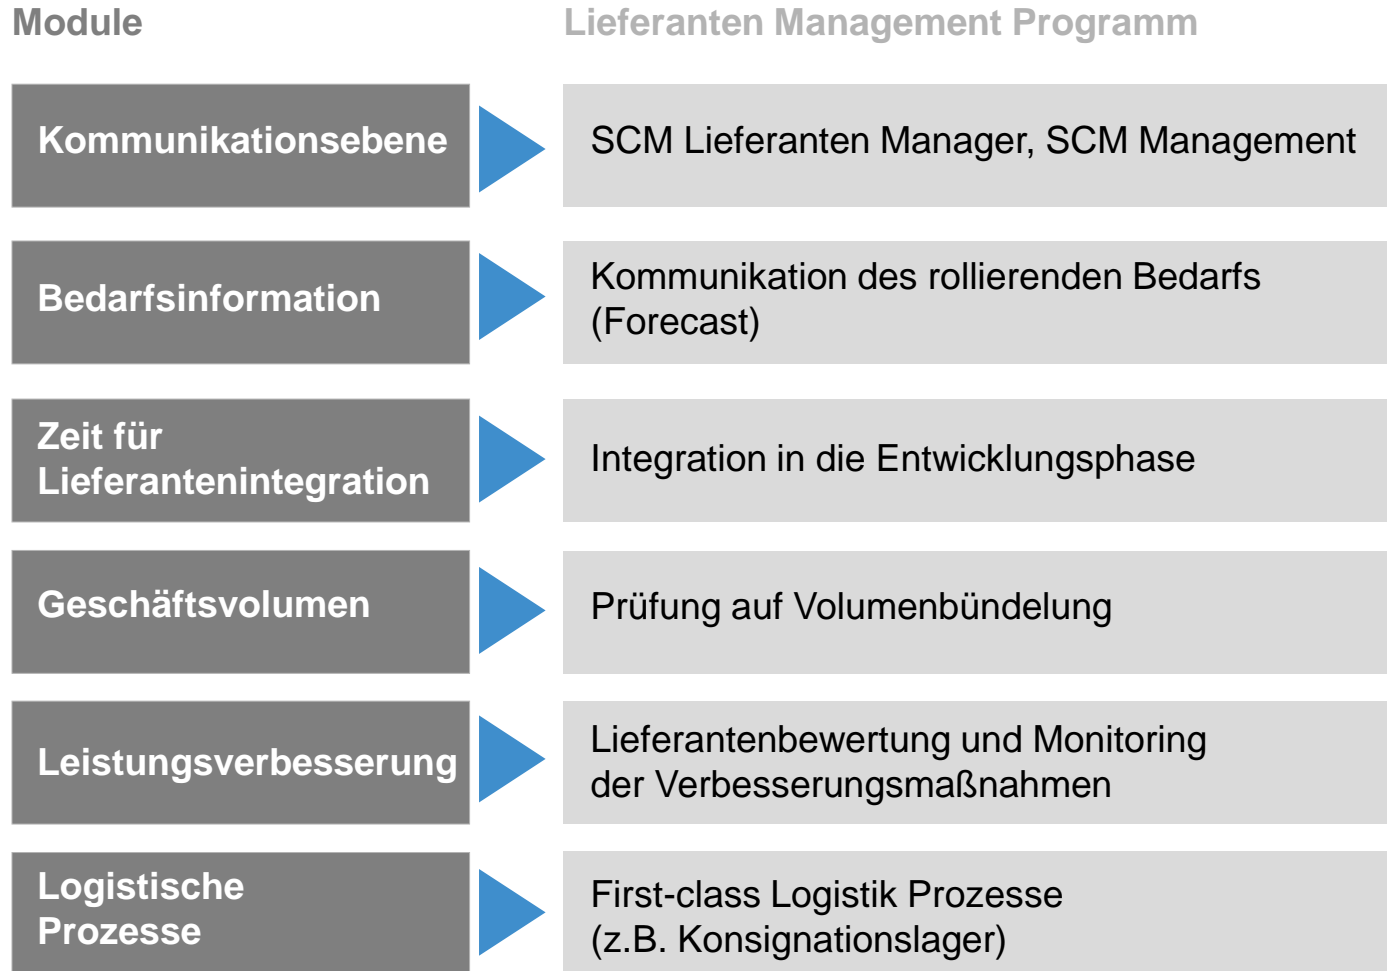 Module
Lieferanten Management Programm
Kommunikationsebene
SCM Lieferanten Manager, SCM Management
Bedarfsinformation
Kommunikation des rollierenden Bedarfs
(Forecast)
Zeit für
Lieferantenintegration
Integration in die Entwicklungsphase
Geschäftsvolumen
Prüfung auf Volumenbündelung
Leistungsverbesserung
Lieferantenbewertung und Monitoring
der Verbesserungsmaßnahmen
Logistische
Prozesse
First-class Logistik Prozesse
(z.B. Konsignationslager)